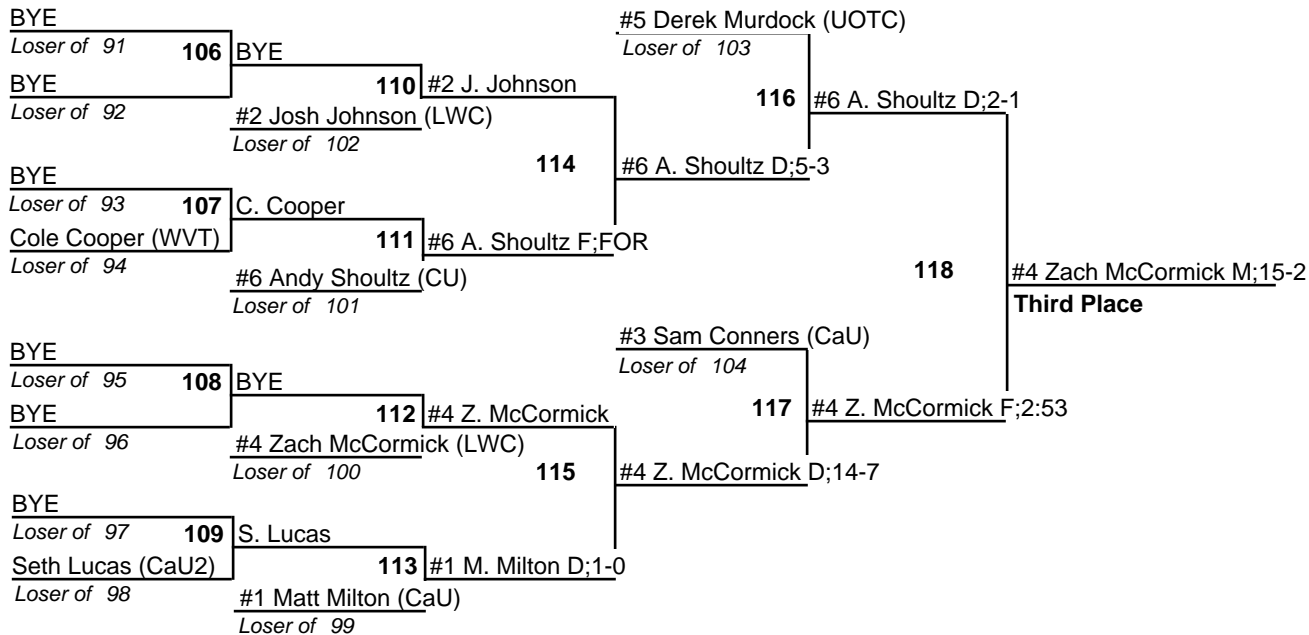 BYE
#5 Derek Murdock (UOTC)
Loser of 91
106
BYE
Loser of 103
BYE
110
#2 J. Johnson
116
#6 A. Shoultz D;2-1
Loser of 92
#2 Josh Johnson (LWC)
Loser of 102
114
#6 A. Shoultz D;5-3
BYE
Loser of 93
107
C. Cooper
Cole Cooper (WVT)
111
#6 A. Shoultz F;FOR
Loser of 94
#6 Andy Shoultz (CU)
118
#4 Zach McCormick M;15-2
Loser of 101
Third Place
#3 Sam Conners (CaU)
BYE
Loser of 104
Loser of 95
108
BYE
BYE
112
#4 Z. McCormick
117
#4 Z. McCormick F;2:53
Loser of 96
#4 Zach McCormick (LWC)
Loser of 100
115
#4 Z. McCormick D;14-7
BYE
Loser of 97
109
S. Lucas
Seth Lucas (CaU2)
113
#1 M. Milton D;1-0
Loser of 98
#1 Matt Milton (CaU)
Loser of 99